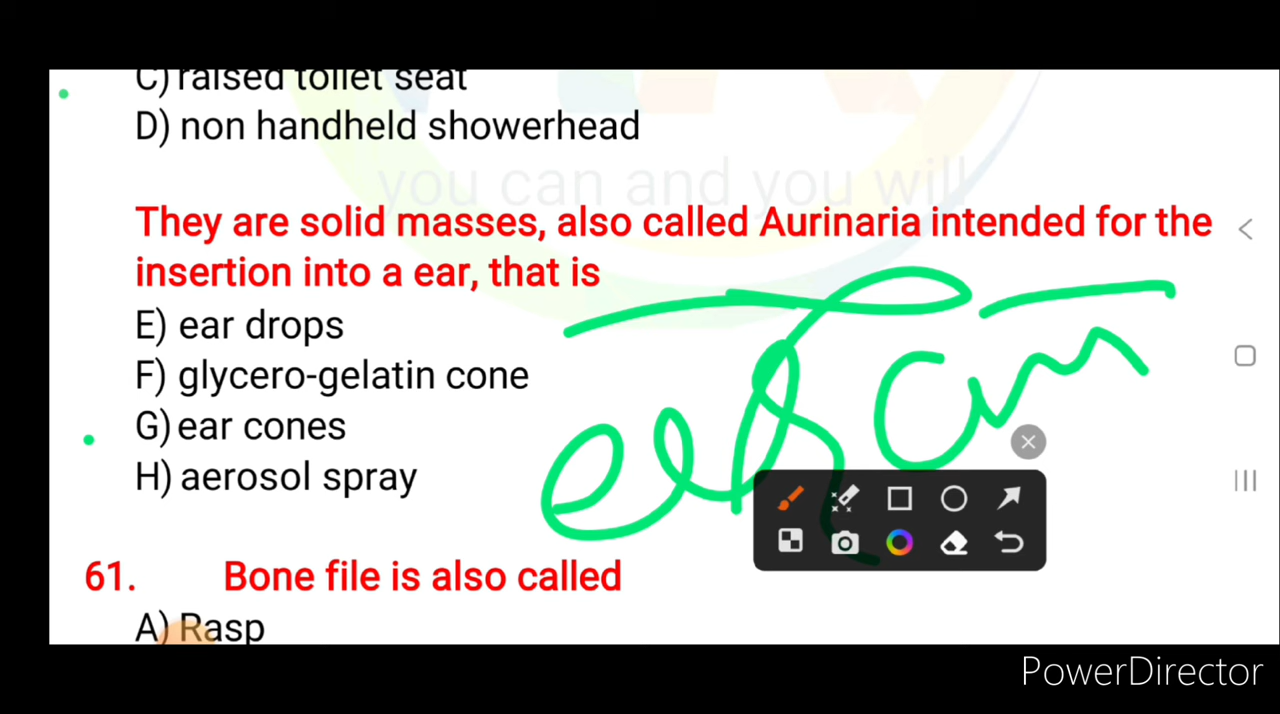 C) raised toilet seat
D) non handheld showerhead
you can and you will
They are solid masses, also called Aurinaria intended for the
insertion into a ear, that is
E) ear drops
F) glycero-gelatin cone
G) ear cones
H) aerosol spray
61. Bone file is also called
A) Rasp
PowerDirector